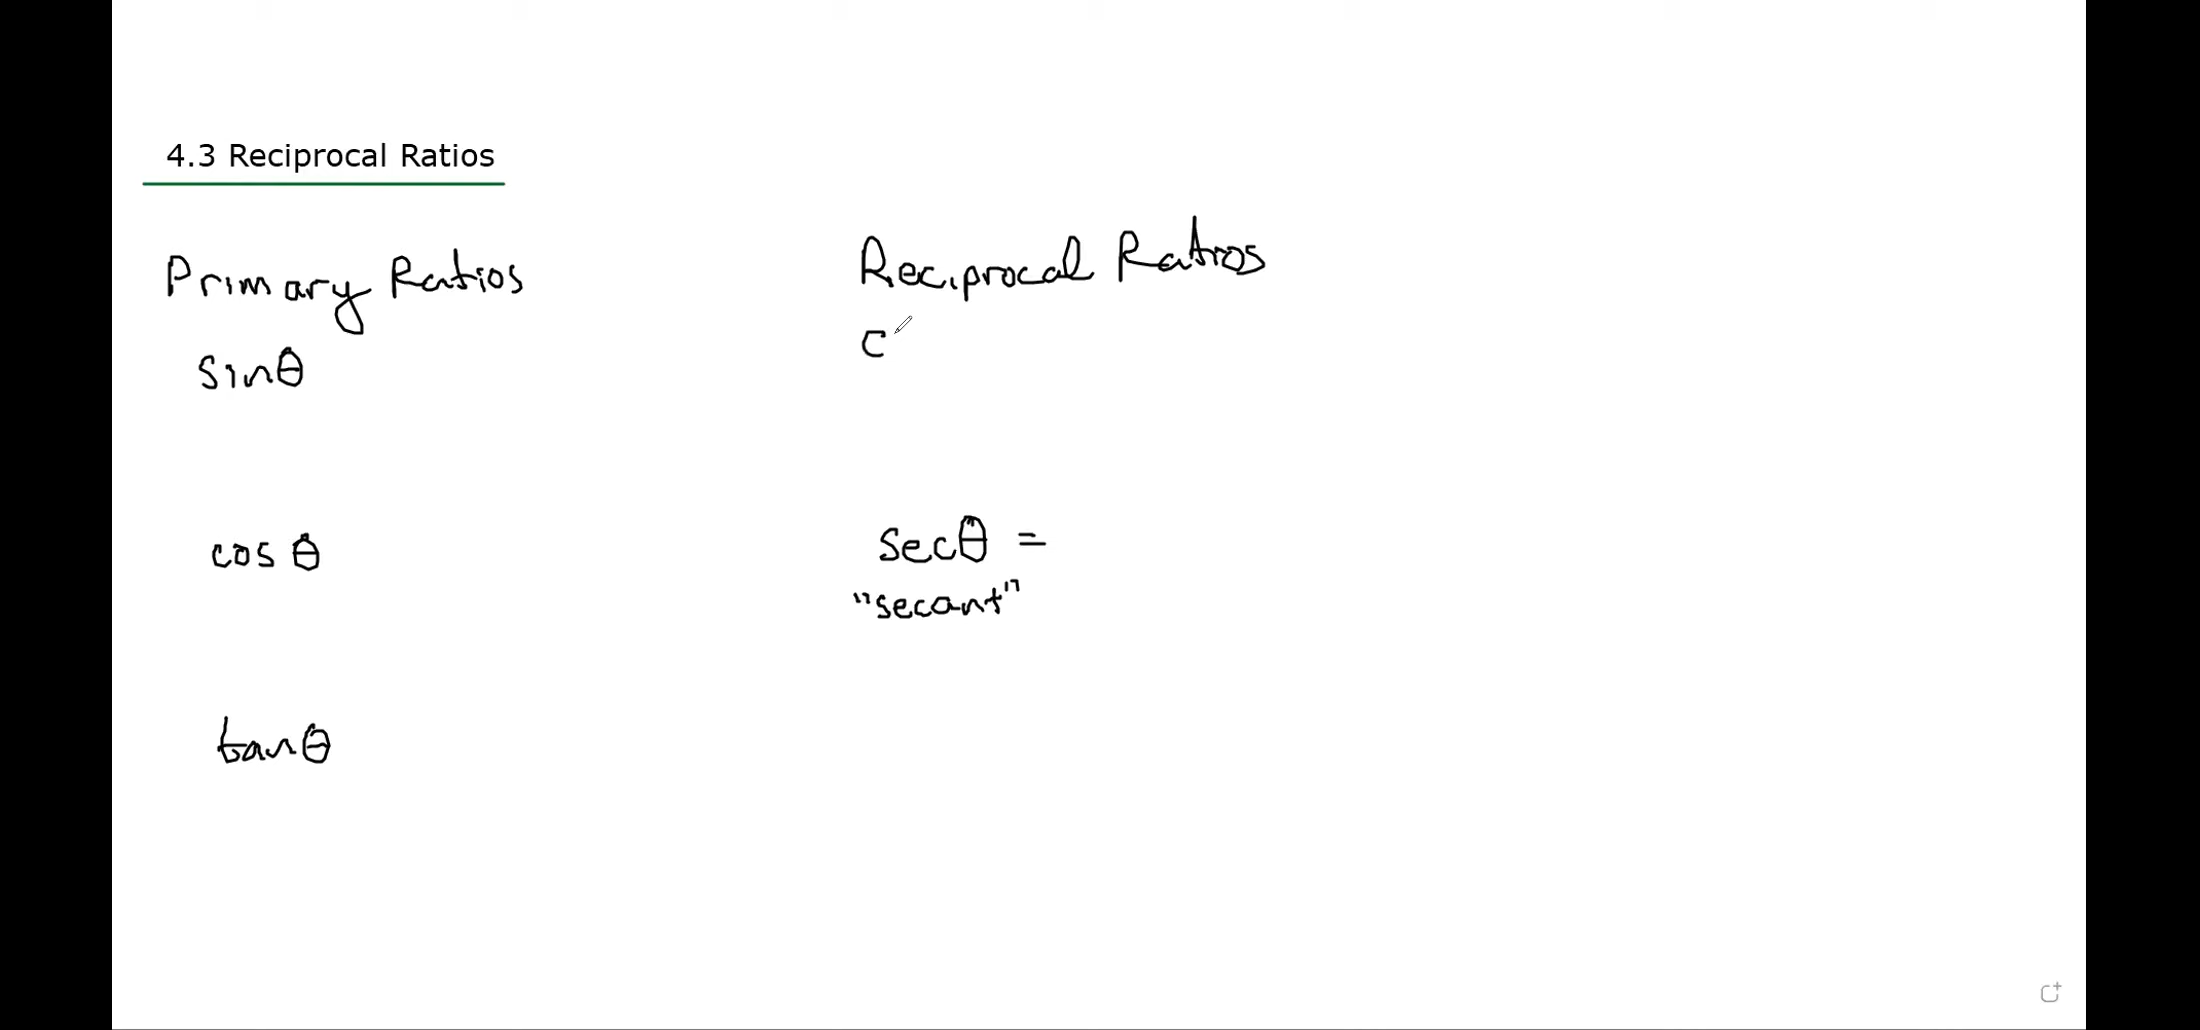 4.3 Reciprocal Ratios
Primary Ratios
Reciprocal Ratios
sinθ
c
cos θ
secθ =
"secant"
tanθ